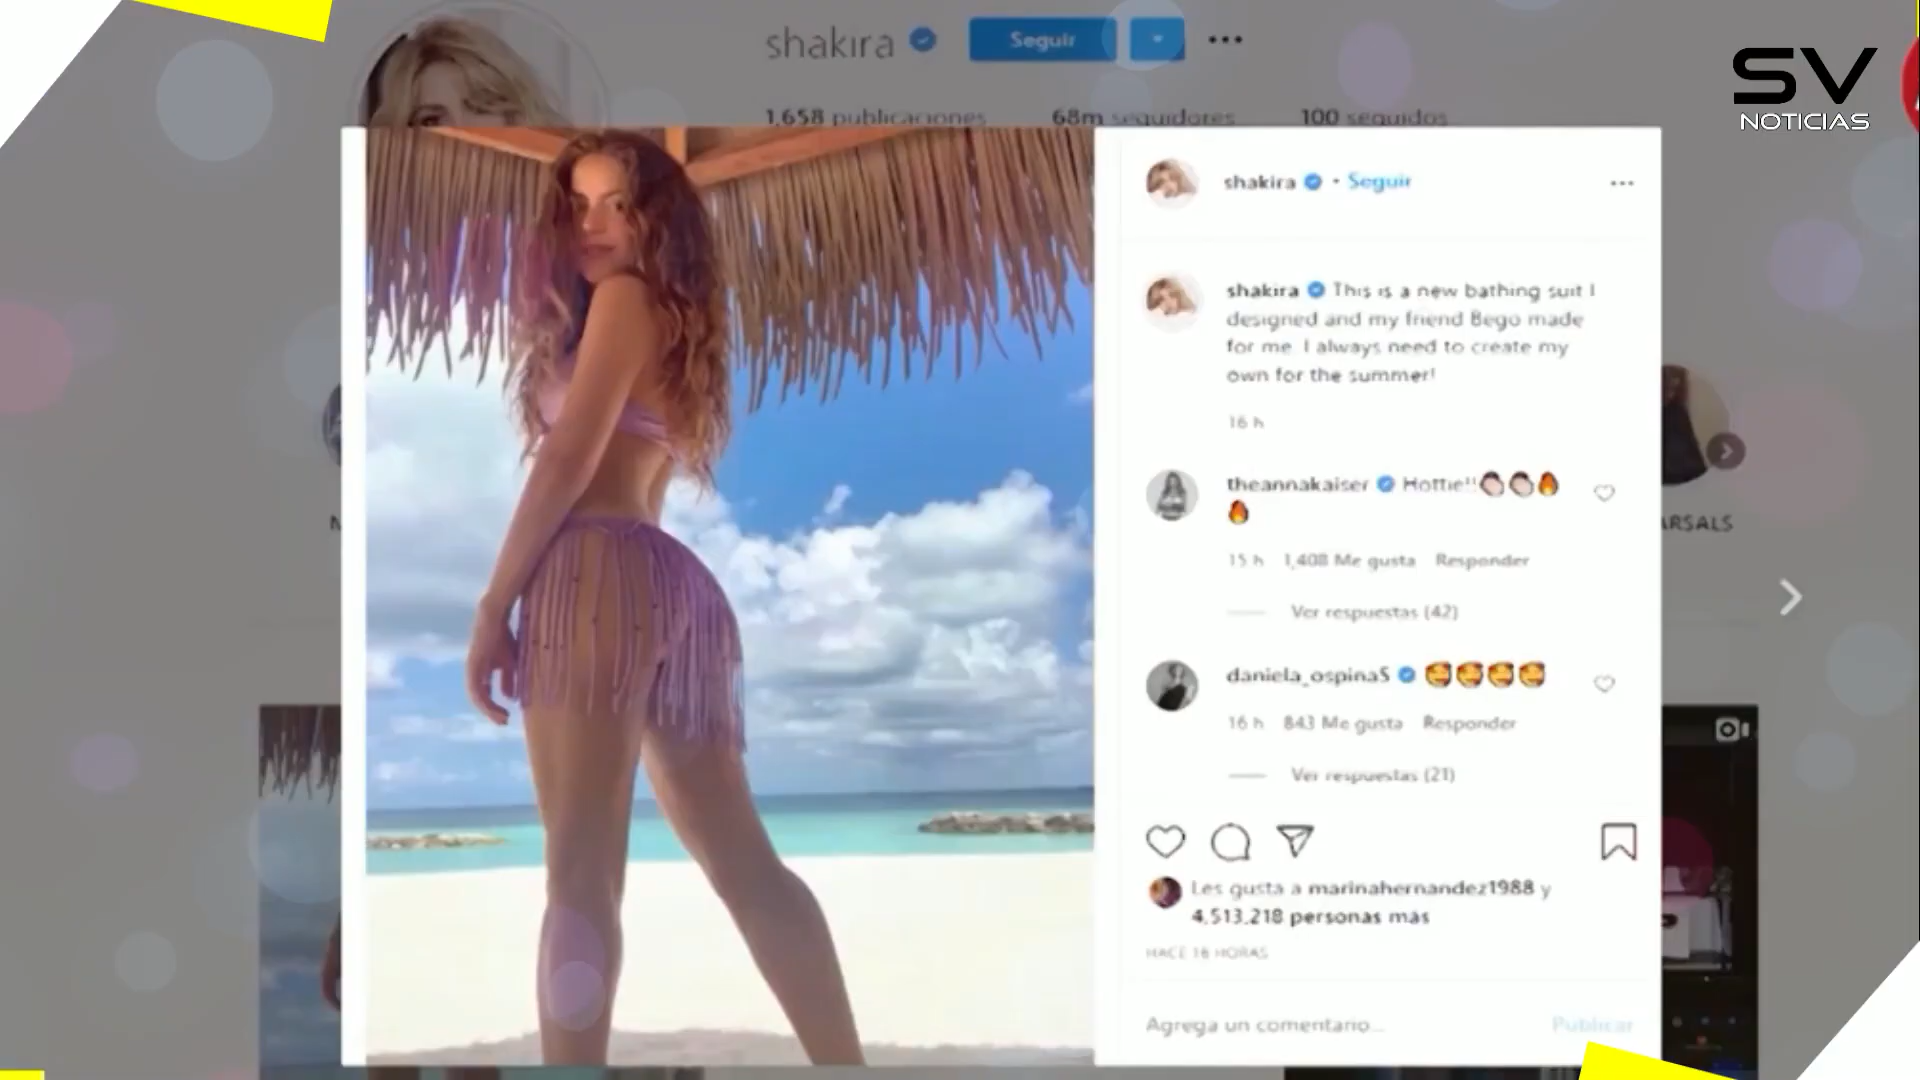 shakira
Seguir
1,658 publicaciones 68m seguidores 100 seguidos
SV
NOTICIAS
shakira • Seguir
shakira This is a new bathing suit I
designed and my friend Bego made
for me. I always need to create my
own for the summer!
16 h
theannakaiser Hottie!!👏🏻👏🏻🔥
🔥
15 h 1,408 Me gusta Responder
Ver respuestas (42)
daniela_ospina5 🥰🥰🥰🥰
16 h 843 Me gusta Responder
Ver respuestas (21)
Les gusta a marinahernandez1988 y
4,513,218 personas más
HACE 16 HORAS
Agrega un comentario...
Publicar